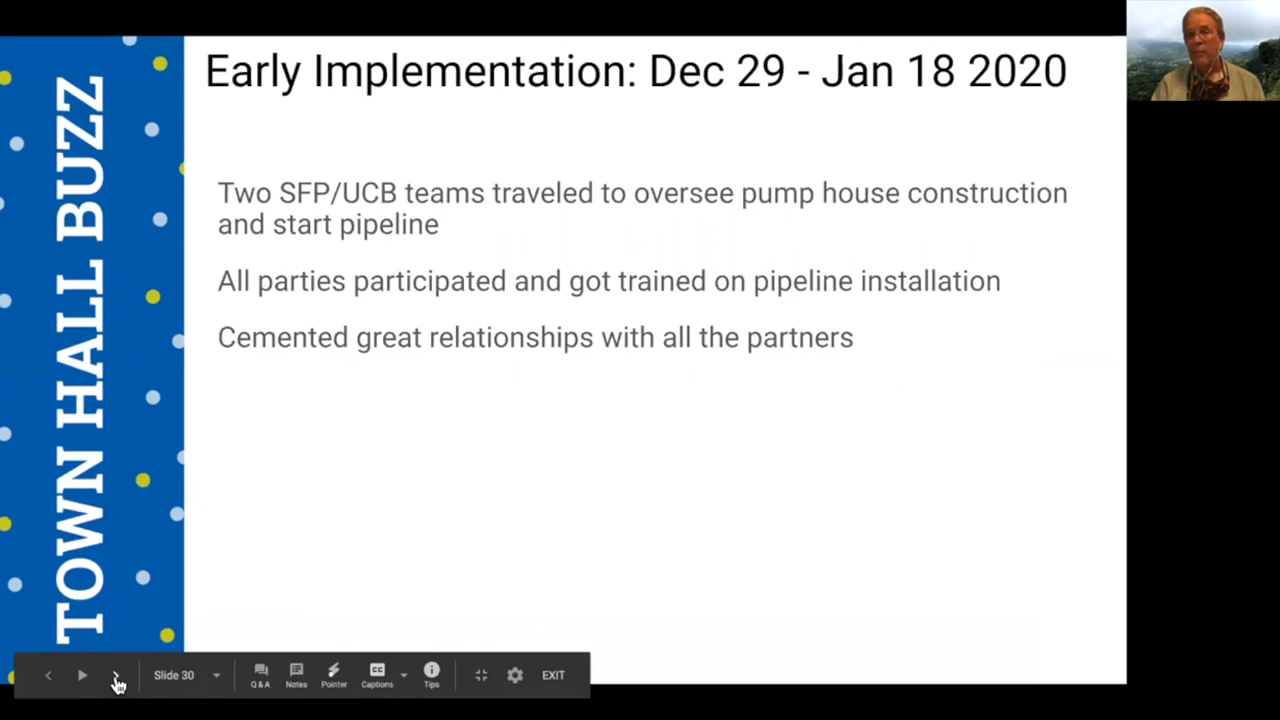 TOWN HALL BUZZ
Early Implementation: Dec 29 - Jan 18 2020
Two SFP/UCB teams traveled to oversee pump house construction
and start pipeline
All parties participated and got trained on pipeline installation
Cemented great relationships with all the partners
Slide 30
Q & A
Notes
Pointer
CC
Captions
Tips
EXIT